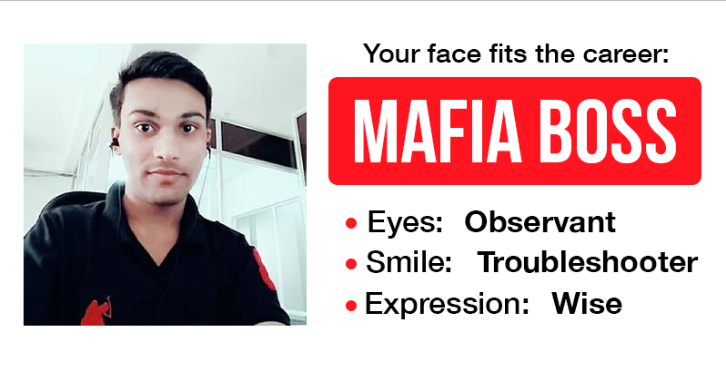 Your face fits the career:
MAFIA BOSS
• Eyes: Observant
• Smile: Troubleshooter
• Expression: Wise